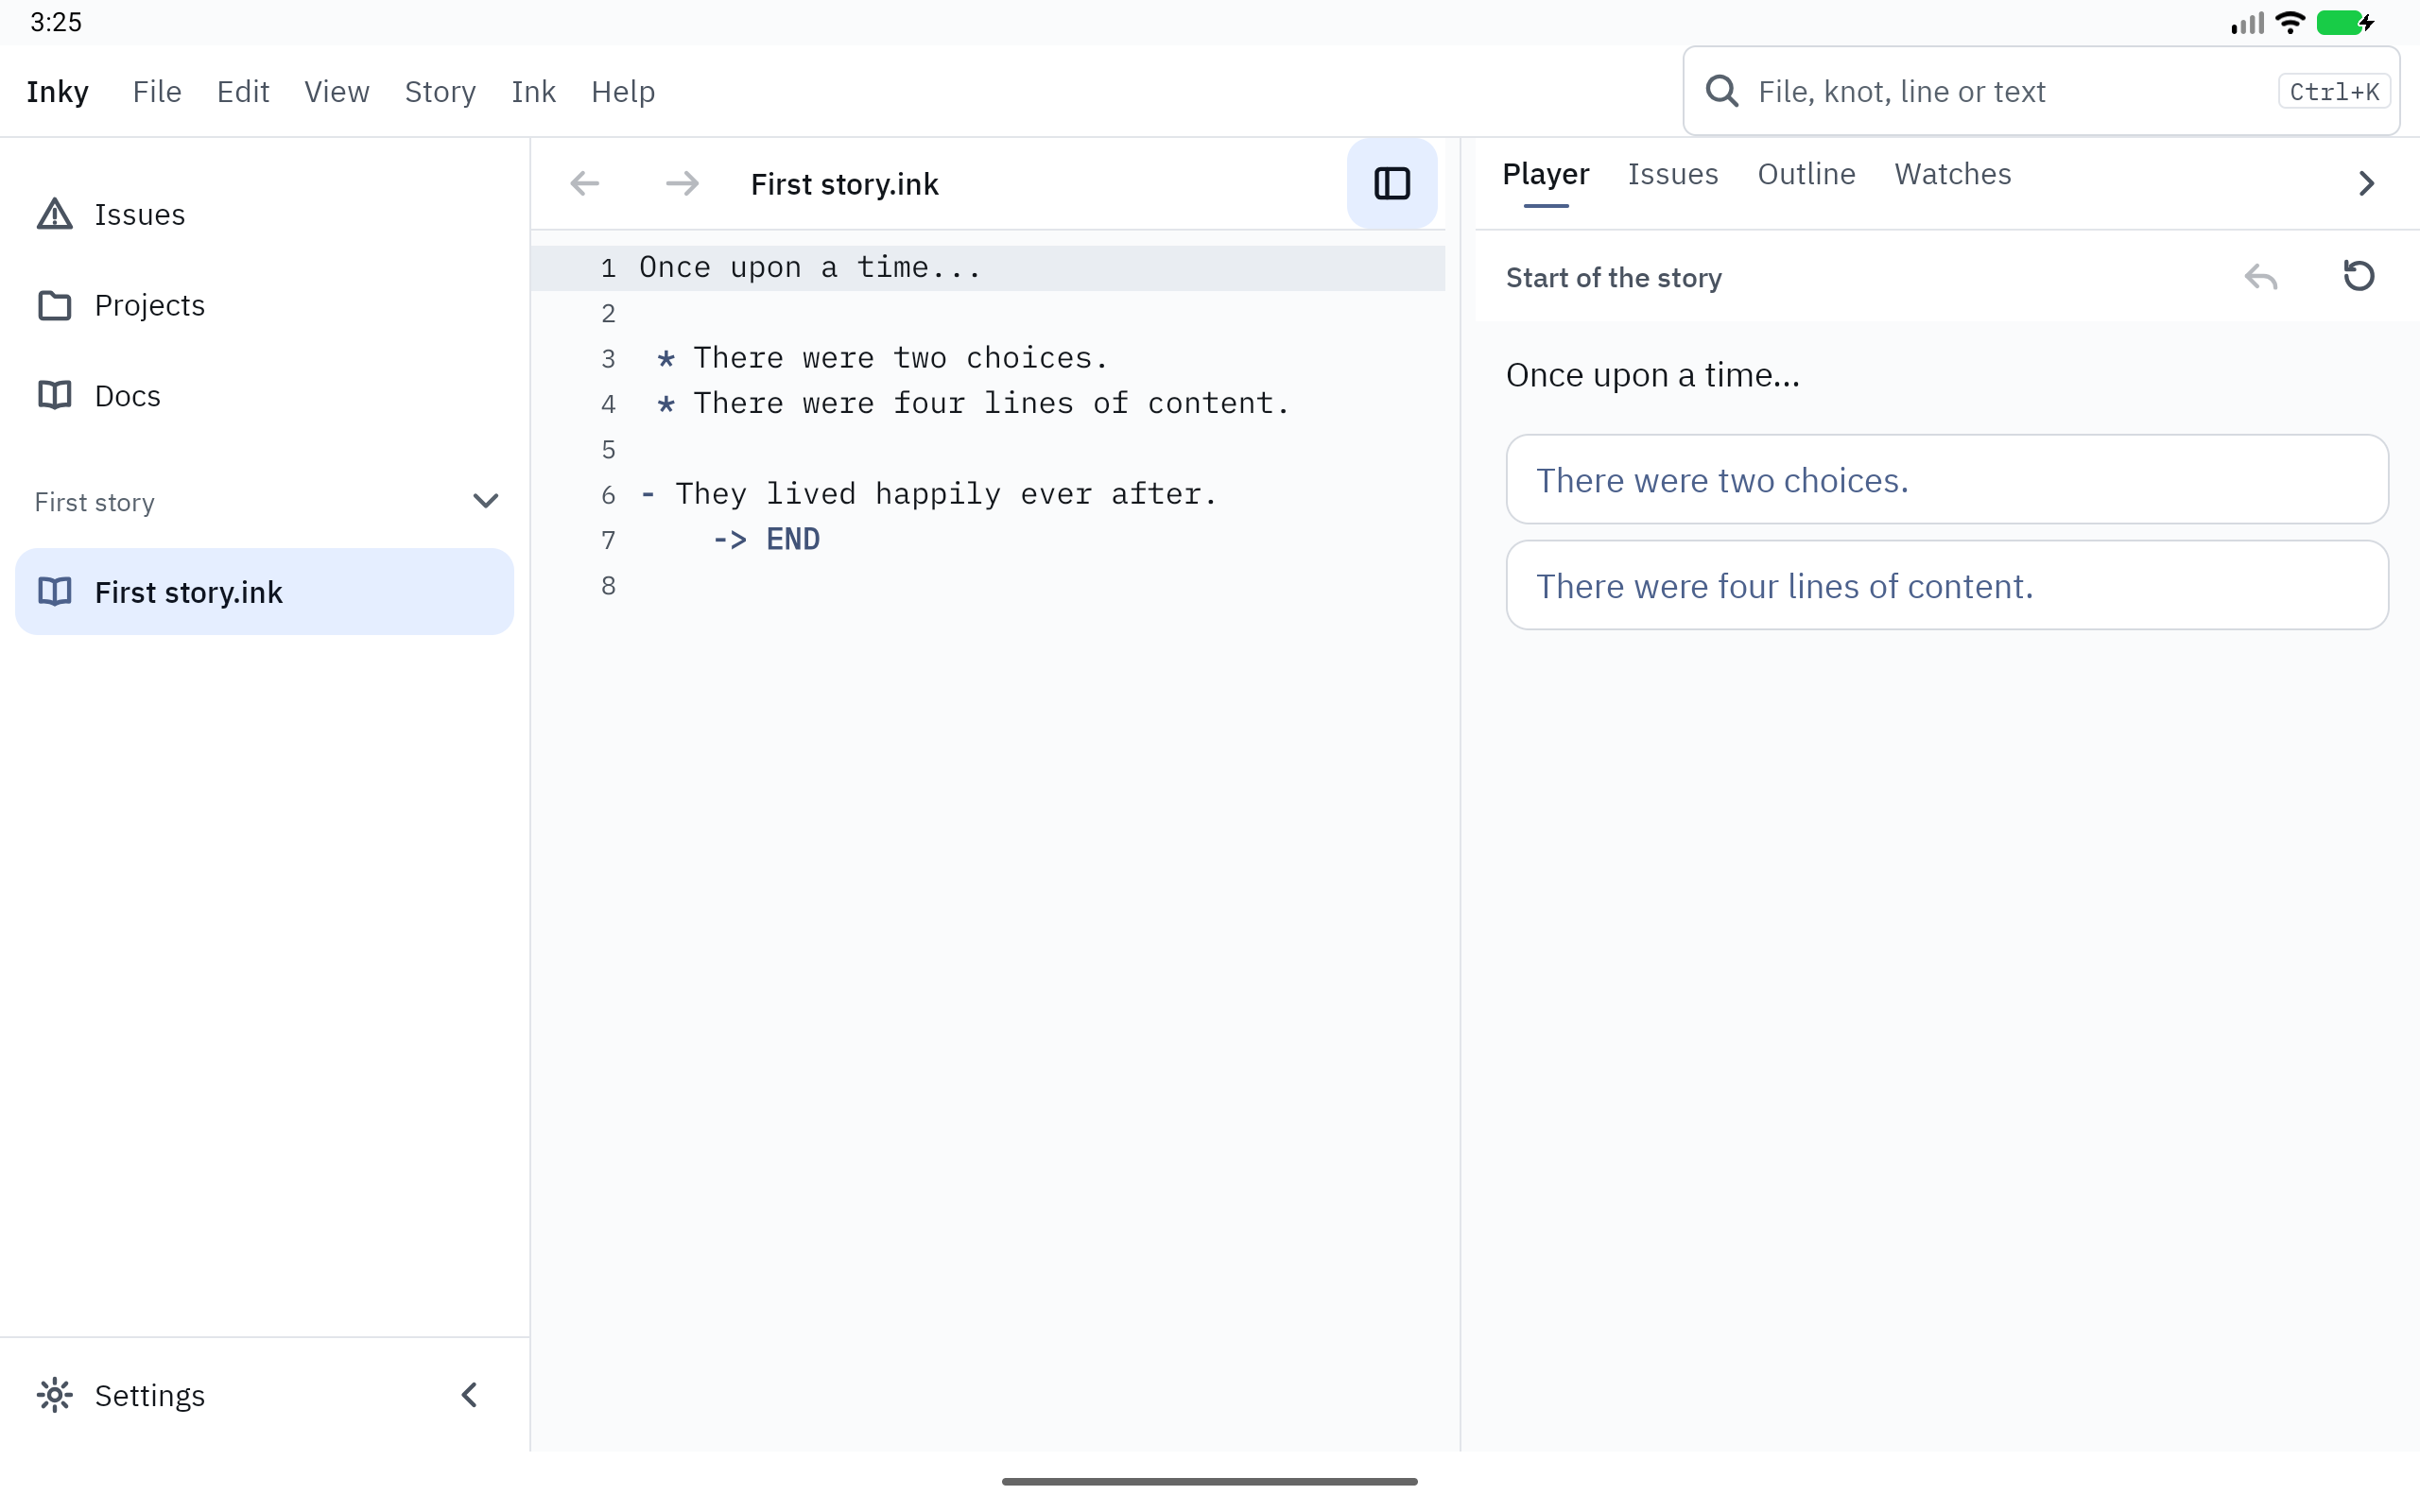 3:25
Inky File Edit View Story Ink Help
File, knot, line or text Ctrl+K
Issues
Projects
Docs
First story
First story.ink
Settings
First story.ink
1 Once upon a time...
2
3 * There were two choices.
4 * There were four lines of content.
5
6 - They lived happily ever after.
7 -> END
8
Player Issues Outline Watches
Start of the story
Once upon a time...
There were two choices.
There were four lines of content.